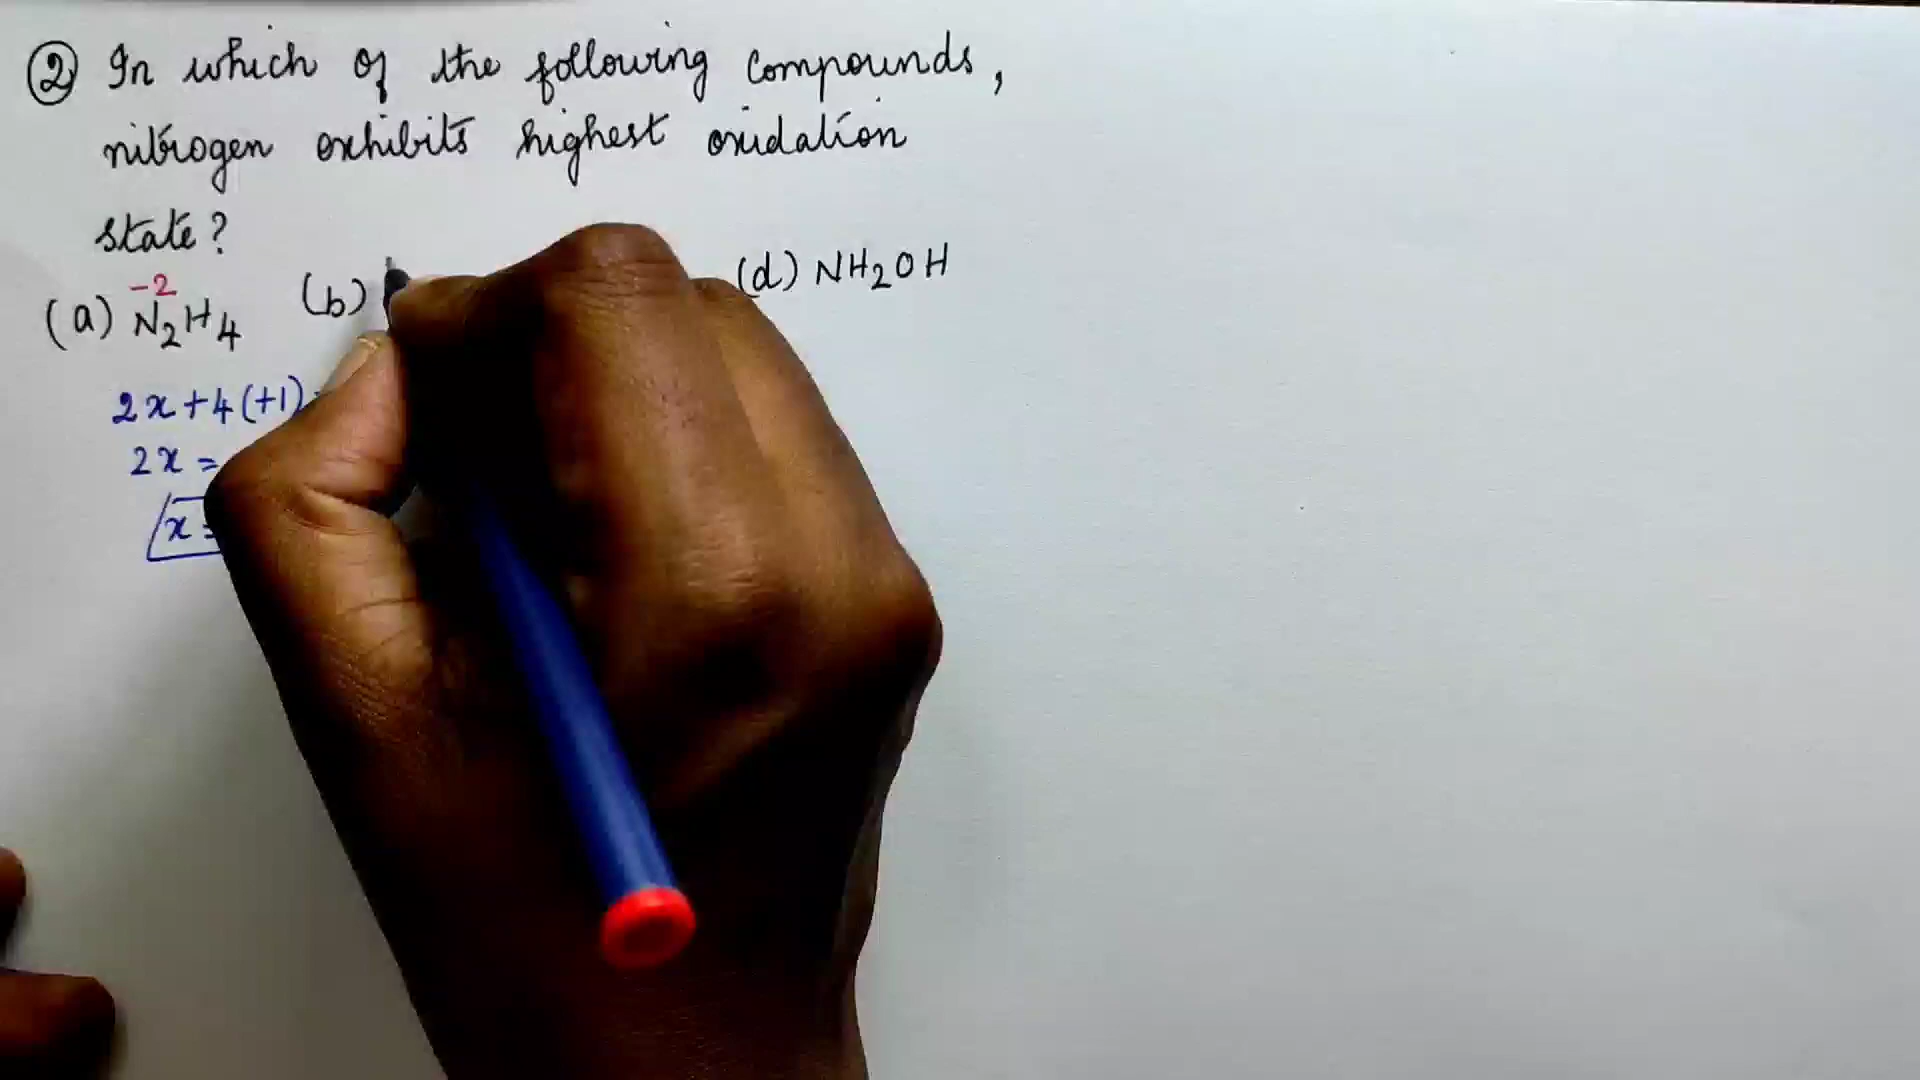 ② In which of the following compounds,
nitrogen exhibits highest oxidation
state?
(a) N₂H₄ (b) (d) NH₂OH
-2
2x+4(+1)
2x =
x =